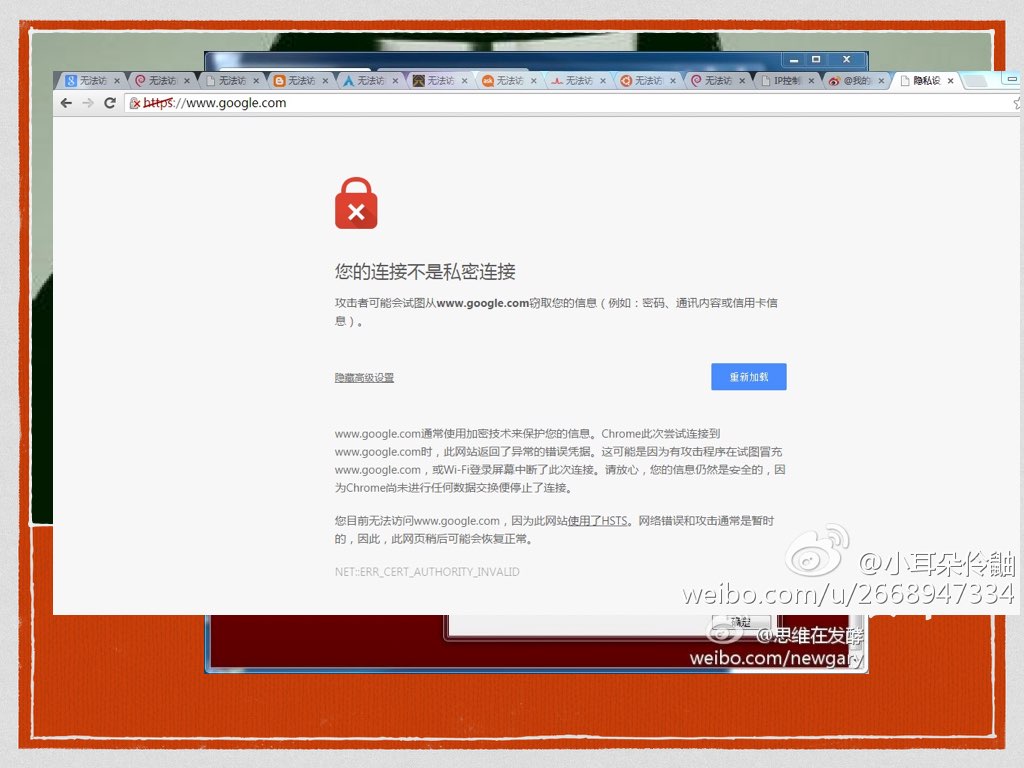 无法访 无法访 无法访 无法访 无法访 无法访 无法访 无法访 无法访 无法访 IP控制 @我的 隐私设
https://www.google.com
您的连接不是私密连接
攻击者可能会试图从www.google.com窃取您的信息（例如：密码、通讯内容或信用卡信
息）。
隐藏高级设置
重新加载
www.google.com通常使用加密技术来保护您的信息。Chrome此次尝试连接到
www.google.com时，此网站返回了异常的错误凭据。这可能是因为有攻击程序在试图冒充
www.google.com，或Wi-Fi登录屏幕中断了此次连接。请放心，您的信息仍然是安全的，因
为Chrome尚未进行任何数据交换便停止了连接。
您目前无法访问www.google.com，因为此网站使用了HSTS。网络错误和攻击通常是暂时
的，因此，此网页稍后可能会恢复正常。
NET::ERR_CERT_AUTHORITY_INVALID
@小耳朵伶鼬
weibo.com/u/2668947334
确定
@思维在发酵
weibo.com/newgary